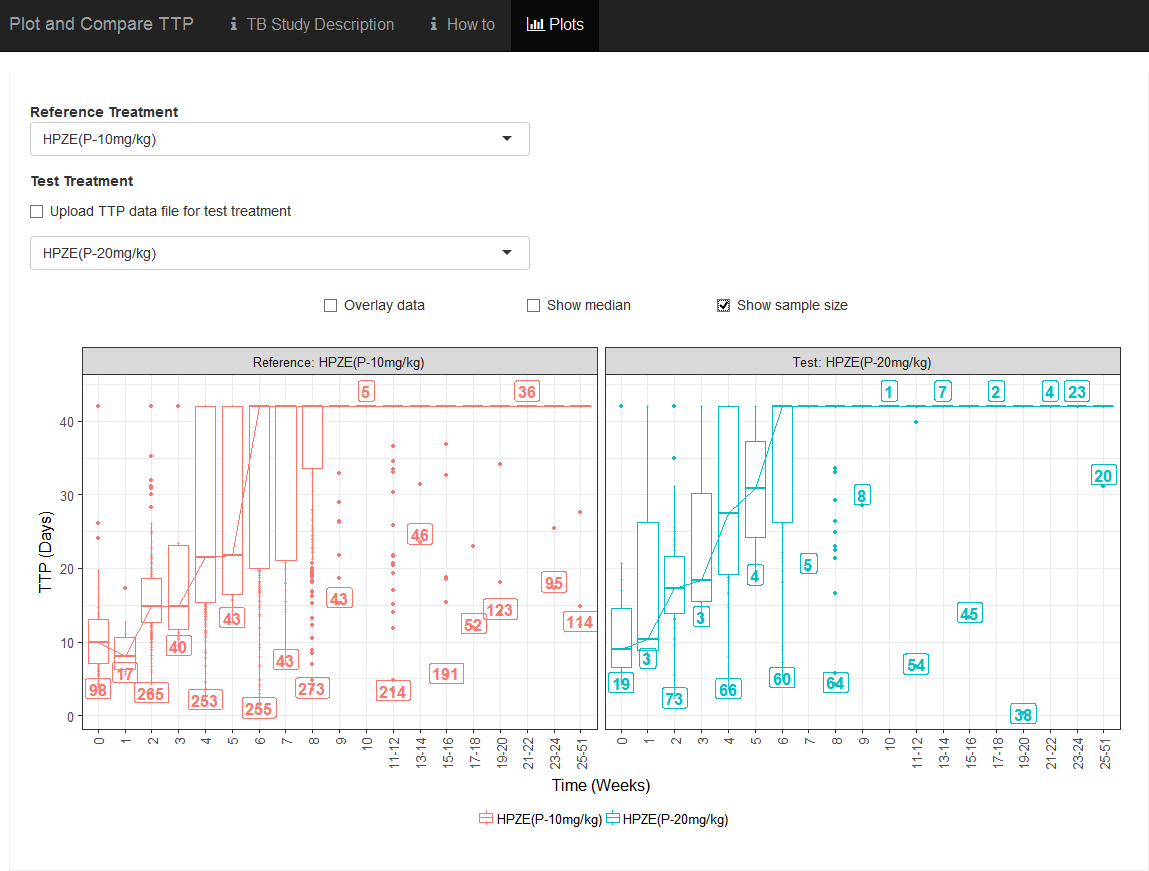 Plot and Compare TTP TB Study Description How to Plots
Reference Treatment
HPZE(P-10mg/kg)
Test Treatment
Upload TTP data file for test treatment
HPZE(P-20mg/kg)
Overlay data Show median Show sample size
Reference: HPZE(P-10mg/kg) Test: HPZE(P-20mg/kg)
TTP (Days)
40
30
20
10
0
5 36
46
43
95
43 123 114
40 52
17 191
98 265 253 43 273 214
255
1 7 2 4 23
20
8
5
4
3 45
3 54
19 73 66 60 64
38
0 1 2 3 4 5 6 7 8 9 10 11-12 13-14 15-16 17-18 19-20 21-22 23-24 25-51
0 1 2 3 4 5 6 7 8 9 10 11-12 13-14 15-16 17-18 19-20 21-22 23-24 25-51
Time (Weeks)
HPZE(P-10mg/kg) HPZE(P-20mg/kg)